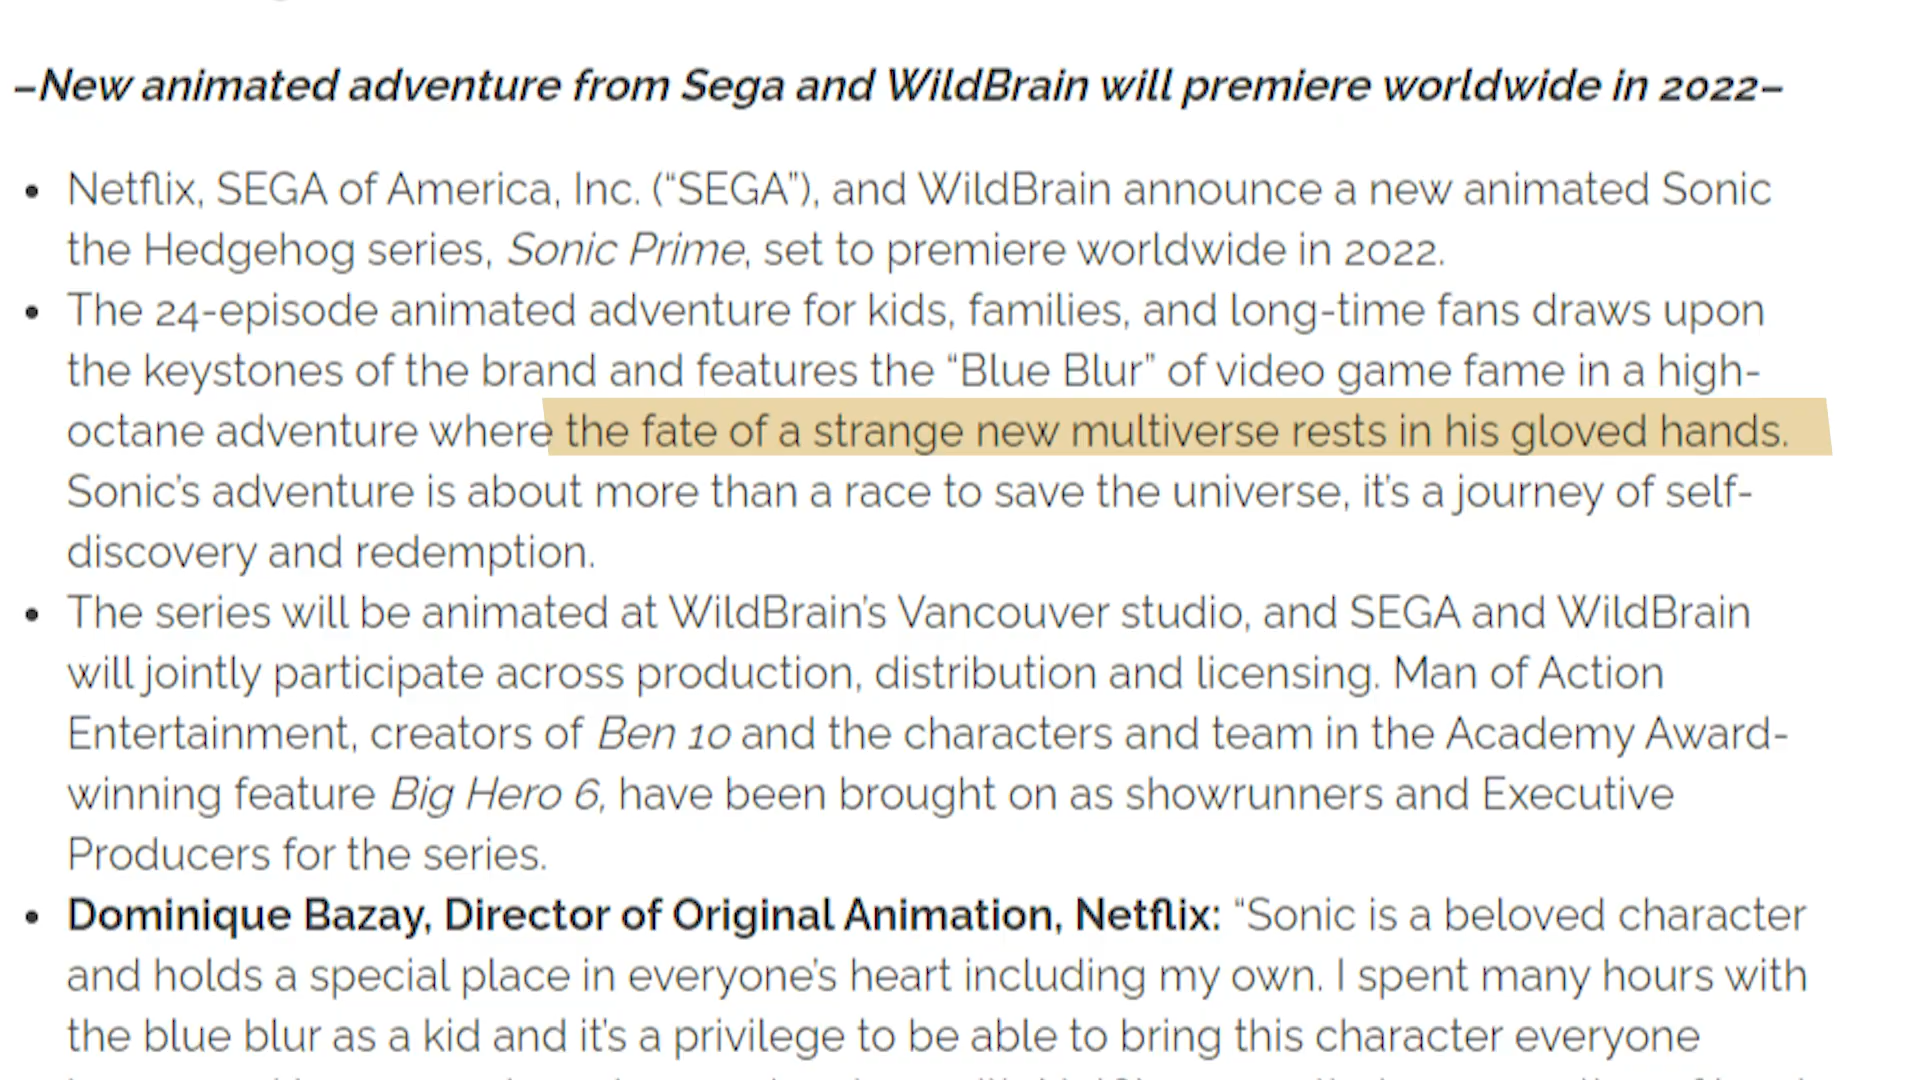 –New animated adventure from Sega and WildBrain will premiere worldwide in 2022–
• Netflix, SEGA of America, Inc. (“SEGA”), and WildBrain announce a new animated Sonic
the Hedgehog series, Sonic Prime, set to premiere worldwide in 2022.
• The 24-episode animated adventure for kids, families, and long-time fans draws upon
the keystones of the brand and features the “Blue Blur” of video game fame in a high-
octane adventure where the fate of a strange new multiverse rests in his gloved hands.
Sonic’s adventure is about more than a race to save the universe, it’s a journey of self-
discovery and redemption.
• The series will be animated at WildBrain’s Vancouver studio, and SEGA and WildBrain
will jointly participate across production, distribution and licensing. Man of Action
Entertainment, creators of Ben 10 and the characters and team in the Academy Award-
winning feature Big Hero 6, have been brought on as showrunners and Executive
Producers for the series.
• Dominique Bazay, Director of Original Animation, Netflix: “Sonic is a beloved character
and holds a special place in everyone’s heart including my own. I spent many hours with
the blue blur as a kid and it’s a privilege to be able to bring this character everyone